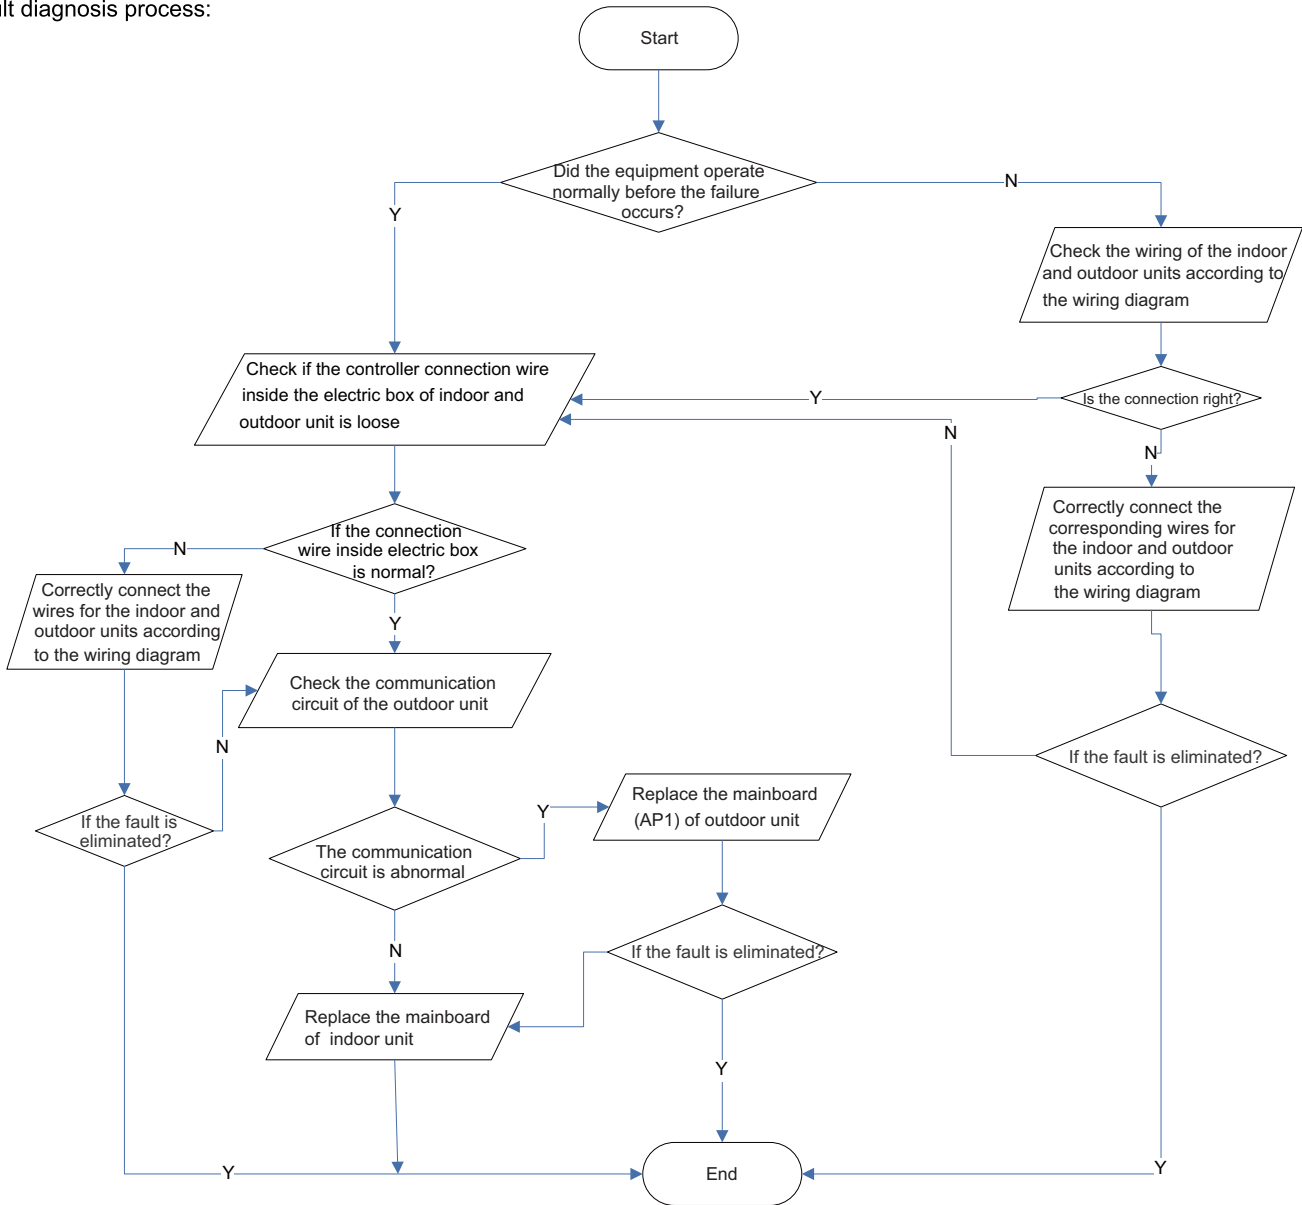 ult diagnosis process:
Start
Did the equipment operate
normally before the failure
occurs?
Y
N
Check the wiring of the indoor
and outdoor units according to
the wiring diagram
Check if the controller connection wire
inside the electric box of indoor and
outdoor unit is loose
Y
Is the connection right?
N
N
Correctly connect the
corresponding wires for
the indoor and outdoor
units according to
the wiring diagram
If the connection
wire inside electric box
is normal?
N
Correctly connect the
wires for the indoor and
outdoor units according
to the wiring diagram
Y
Check the communication
circuit of the outdoor unit
N
If the fault is eliminated?
Replace the mainboard
(AP1) of outdoor unit
Y
If the fault is
eliminated?
The communication
circuit is abnormal
N
If the fault is eliminated?
Replace the mainboard
of indoor unit
Y
Y
End
Y